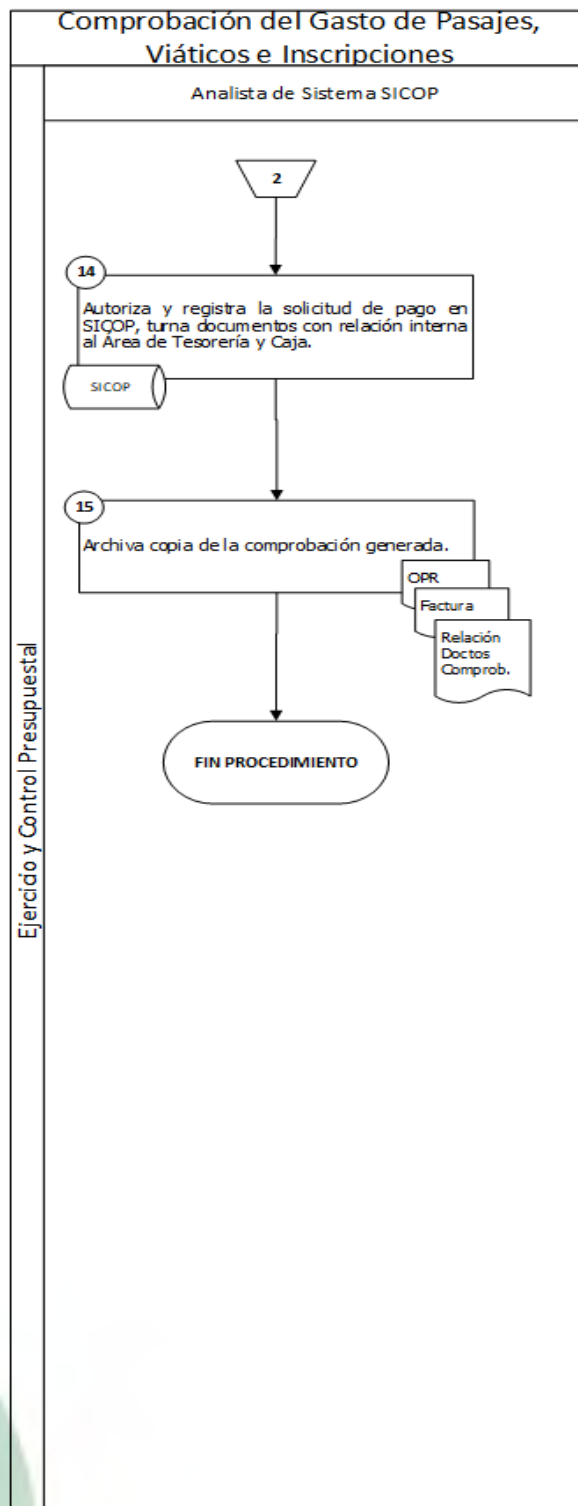 Comprobación del Gasto de Pasajes,
Viáticos e Inscripciones
Analista de Sistema SICOP
Ejercido y Control Presupuestal
2
14
Autoriza y registra la solicitud de pago en
SICOP, turna documentos con relación interna
al Área de Tesorería y Caja.
SICOP
15
Archiva copia de la comprobación generada.
OPR
Factura
Relación
Doctos
Comprob.
FIN PROCEDIMIENTO